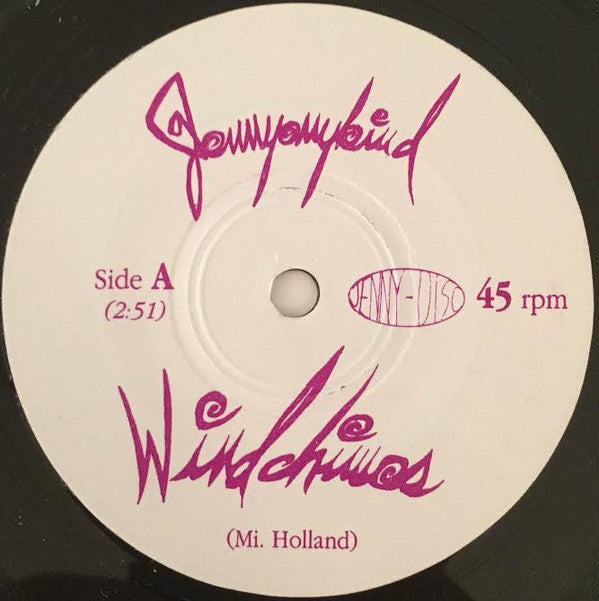 Jennyanykind
Side A
(2:51)
JENNY-DISC
45 rpm
Windchimes
(Mi. Holland)